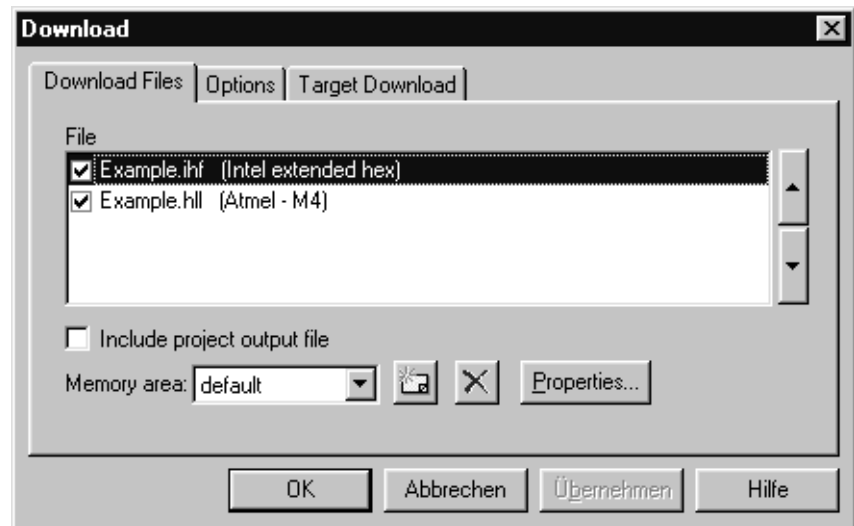 Download
Download Files Options Target Download
File
Example.ihf (Intel extended hex)
Example.hll (Atmel - M4)
Include project output file
Memory area: default Properties...
OK Abbrechen Übernehmen Hilfe